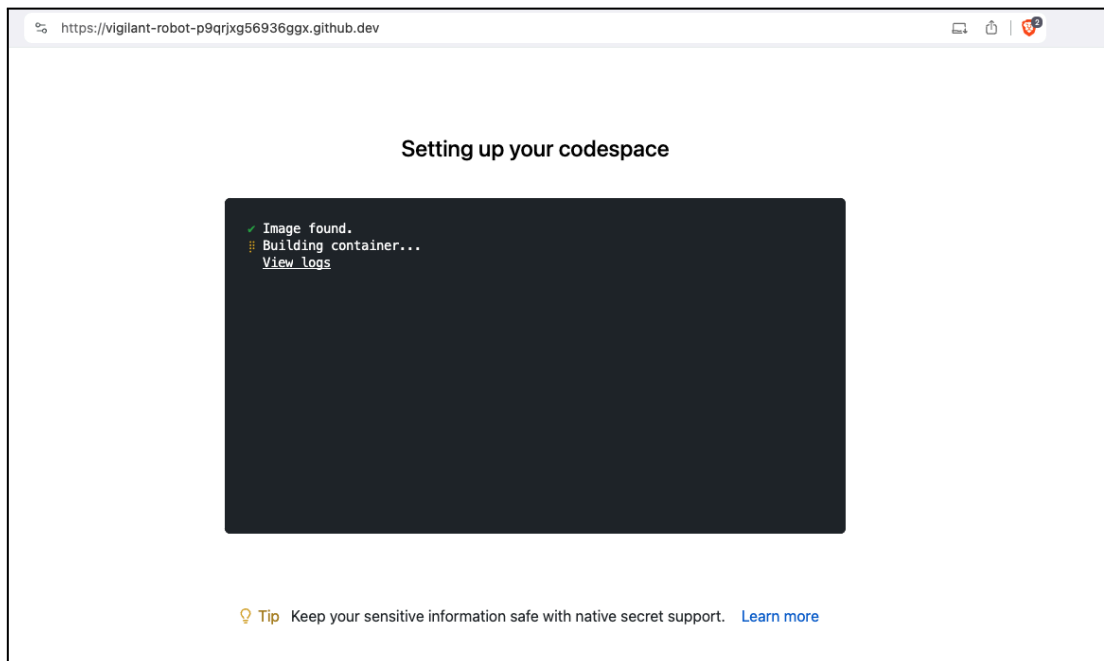 https://vigilant-robot-p9qrjxg56936ggx.github.dev
2
Setting up your codespace
✓ Image found.
⣿ Building container...
View logs
Tip Keep your sensitive information safe with native secret support. Learn more